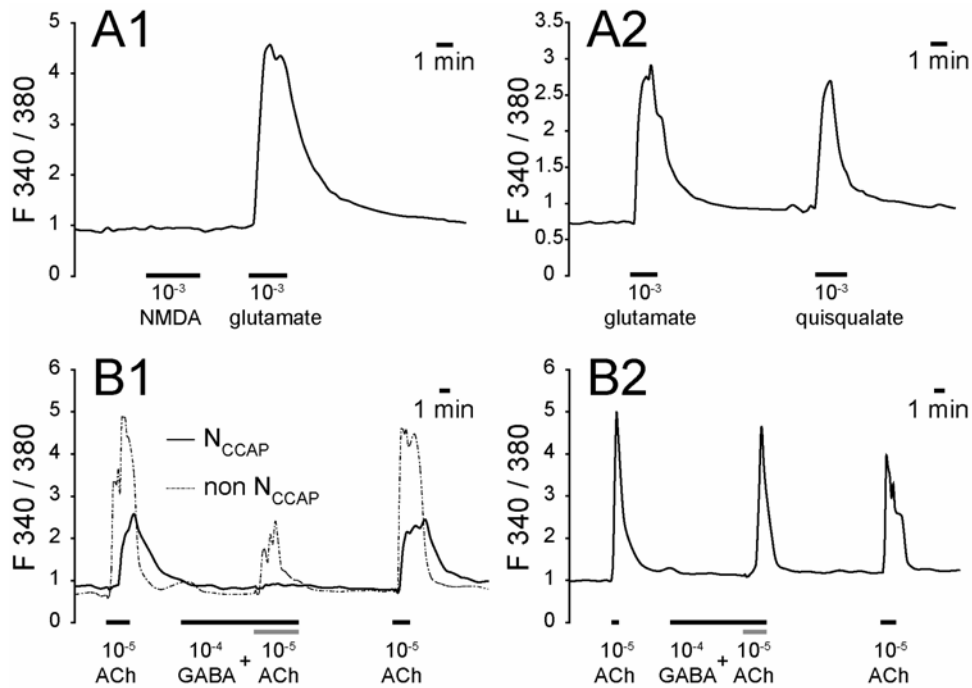 A1
5
4
3
2
1
0
F 340 / 380
1 min
10⁻³
NMDA
10⁻³
glutamate
A2
3.5
3
2.5
2
1.5
1
0.5
0
F 340 / 380
1 min
10⁻³
glutamate
10⁻³
quisqualate
B1
6
5
4
3
2
1
0
F 340 / 380
1 min
N_CCAP
non N_CCAP
10⁻⁵
ACh
10⁻⁴ + 10⁻⁵
GABA ACh
10⁻⁵
ACh
B2
6
5
4
3
2
1
0
F 340 / 380
1 min
10⁻⁵
ACh
10⁻⁴ + 10⁻⁵
GABA ACh
10⁻⁵
ACh